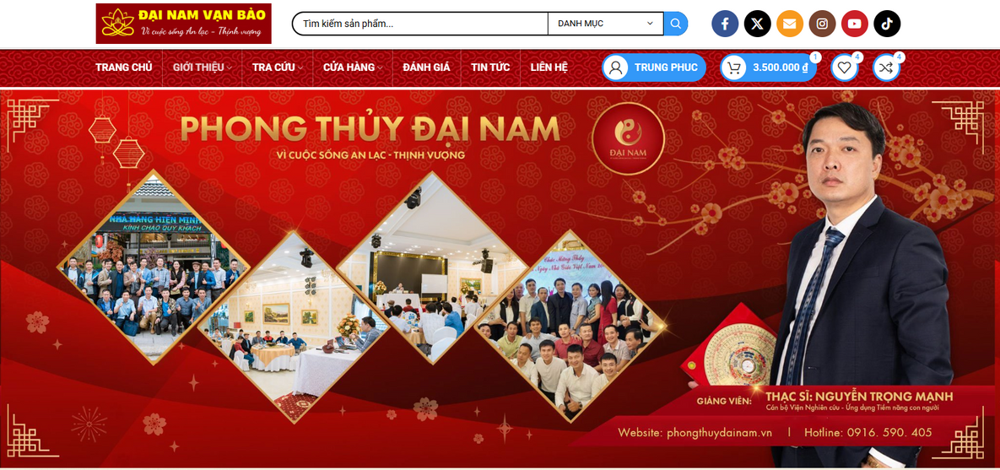 ĐẠI NAM VẠN BẢO
Vì cuộc sống An lạc - Thịnh vượng
Tìm kiếm sản phẩm...
DANH MỤC
TRANG CHỦ
GIỚI THIỆU
TRA CỨU
CỬA HÀNG
ĐÁNH GIÁ
TIN TỨC
LIÊN HỆ
TRUNG PHUC
3.500.000 ₫
1
4
4
PHONG THỦY ĐẠI NAM
VÌ CUỘC SỐNG AN LẠC - THỊNH VƯỢNG
ĐẠI NAM
NHÀ HÀNG HIỀN MINH
KÍNH CHÀO QUÝ KHÁCH
Chúc Mừng Thầy
Ngày Nhà Giáo Việt Nam
GIẢNG VIÊN:
THẠC SĨ: NGUYỄN TRỌNG MẠNH
Cán bộ Viện Nghiên cứu - Ứng dụng Tiềm năng con người
Website: phongthuydainam.vn | Hotline: 0916. 590. 405